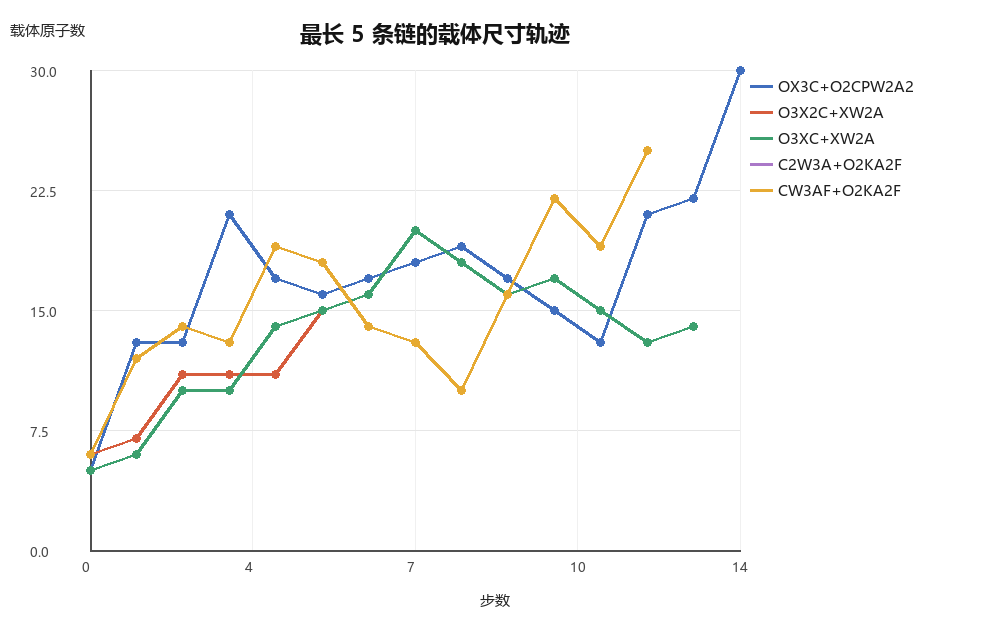 载体原子数
最长 5 条链的载体尺寸轨迹
30.0
22.5
15.0
7.5
0.0
0 4 7 10 14
步数
OX3C+O2CPW2A2
O3X2C+XW2A
O3XC+XW2A
C2W3A+O2KA2F
CW3AF+O2KA2F